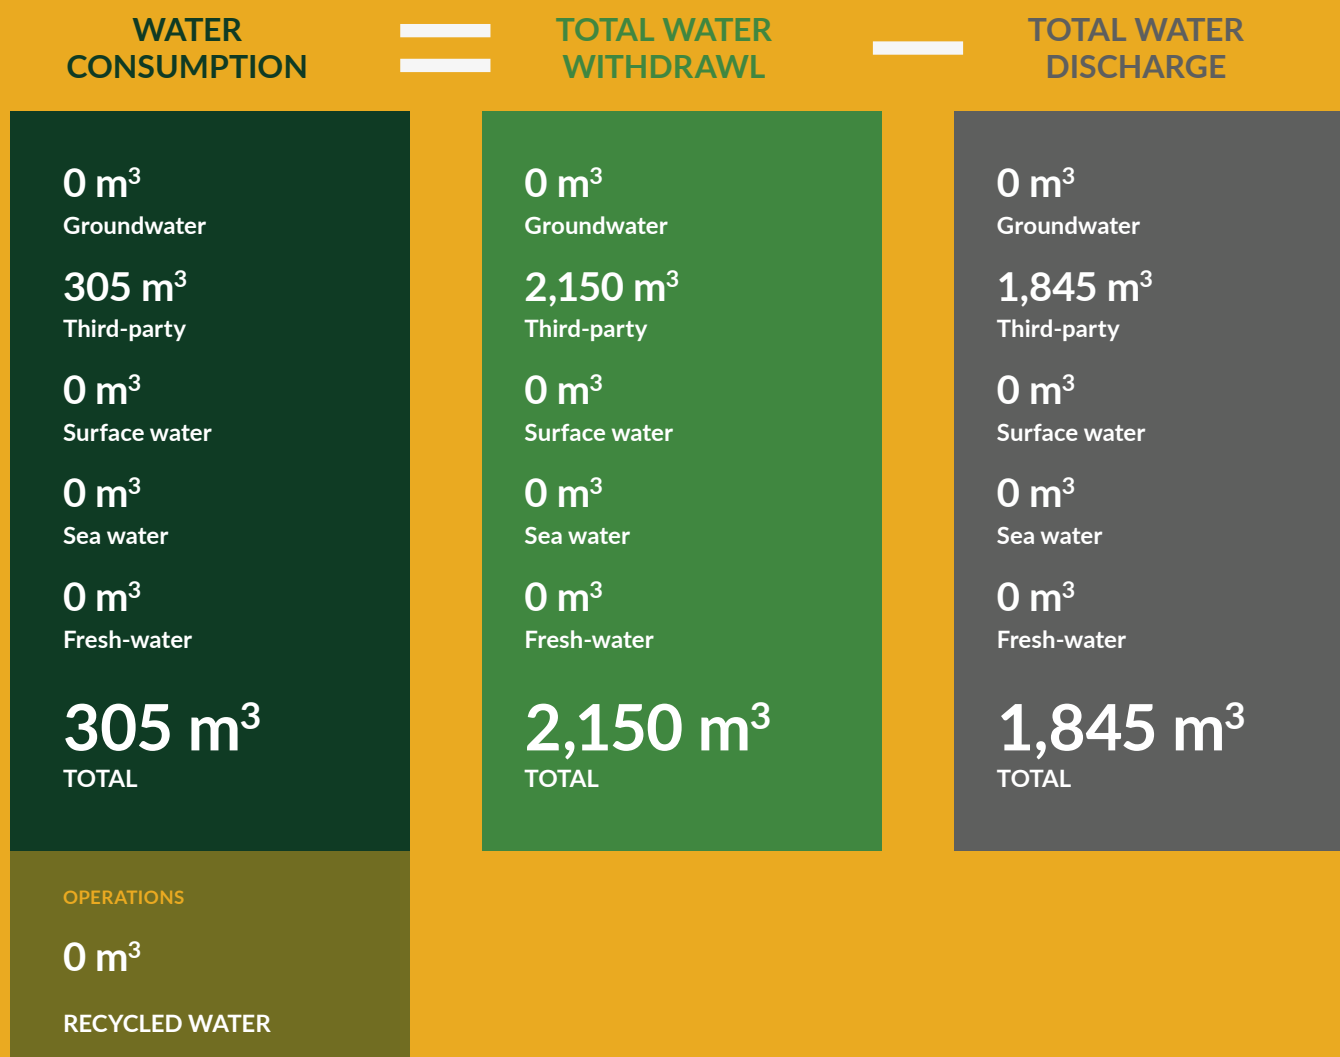 WATER
CONSUMPTION
TOTAL WATER
WITHDRAWL
TOTAL WATER
DISCHARGE
0 m³
Groundwater
305 m³
Third-party
0 m³
Surface water
0 m³
Sea water
0 m³
Fresh-water
305 m³
TOTAL
OPERATIONS
0 m³
RECYCLED WATER
0 m³
Groundwater
2,150 m³
Third-party
0 m³
Surface water
0 m³
Sea water
0 m³
Fresh-water
2,150 m³
TOTAL
0 m³
Groundwater
1,845 m³
Third-party
0 m³
Surface water
0 m³
Sea water
0 m³
Fresh-water
1,845 m³
TOTAL